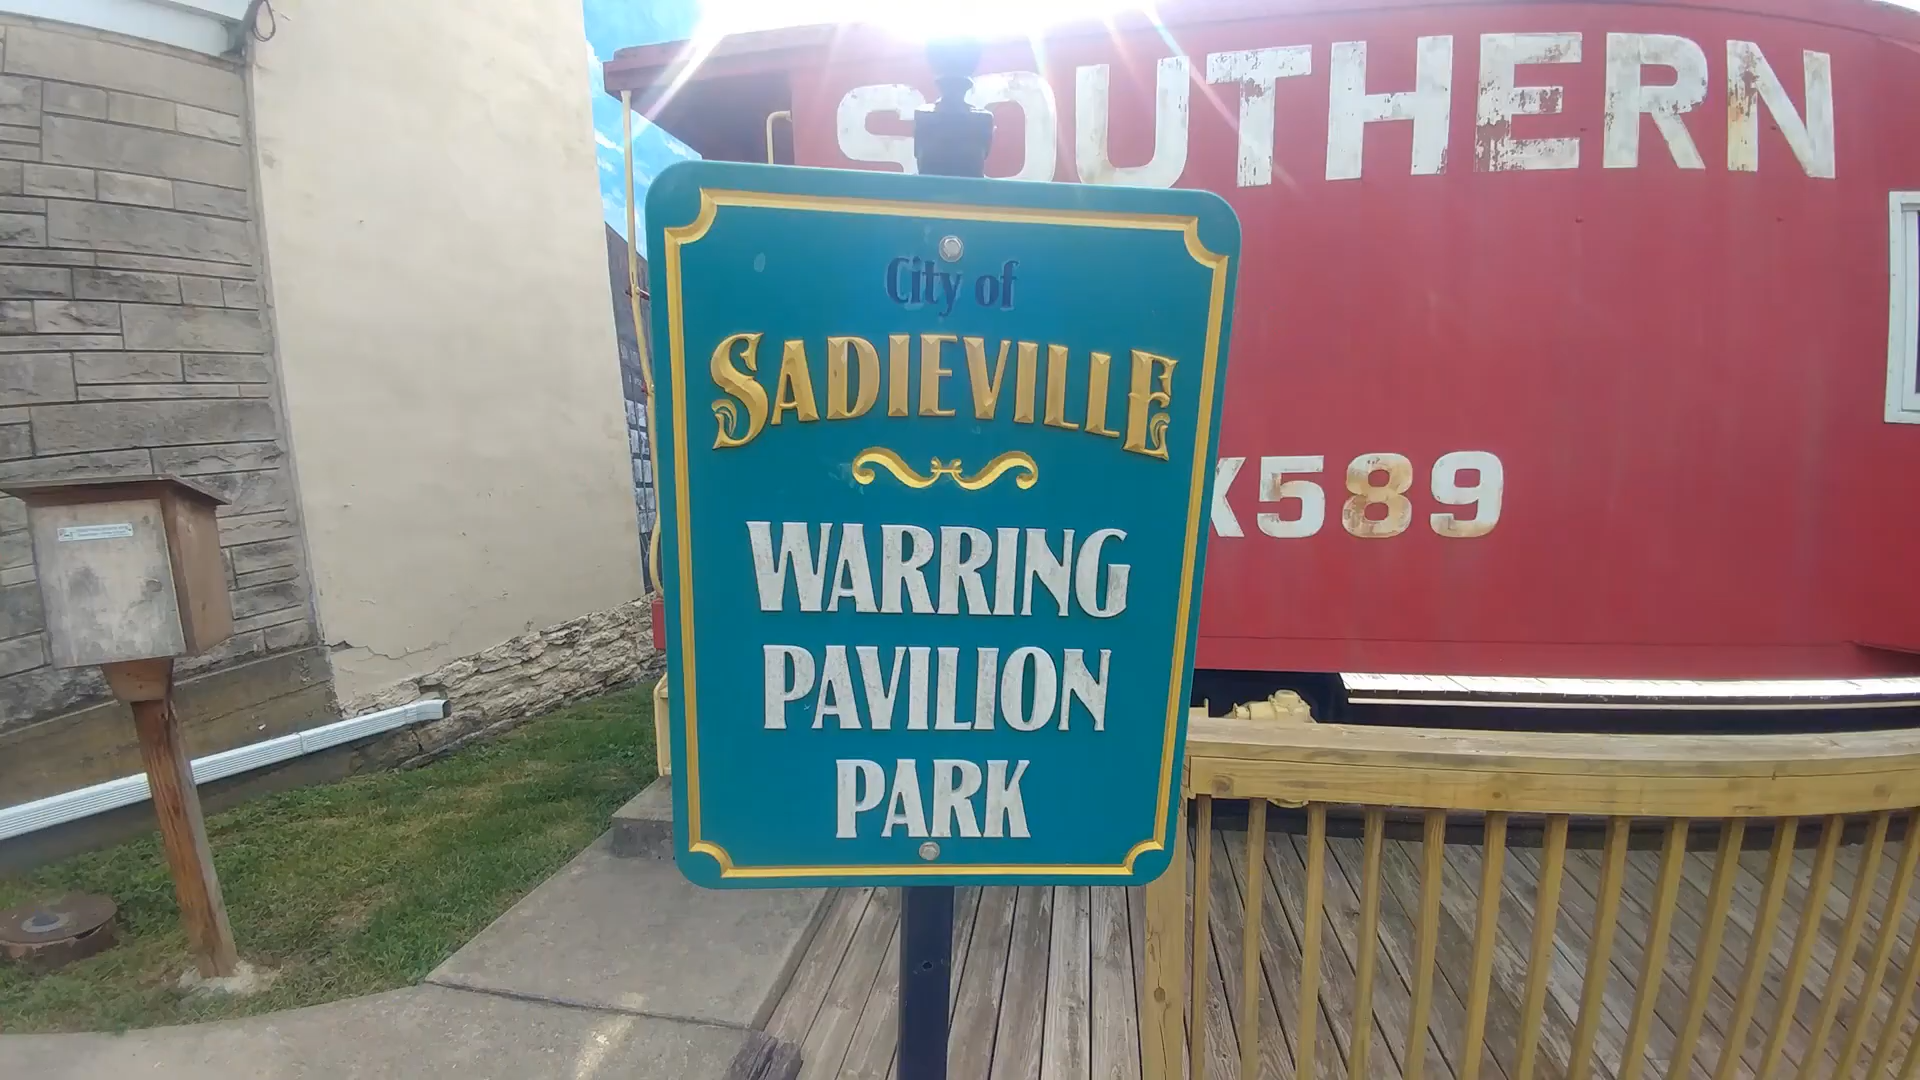 SOUTHERN
City of
SADIEVILLE
WARRING
PAVILION
PARK
X589